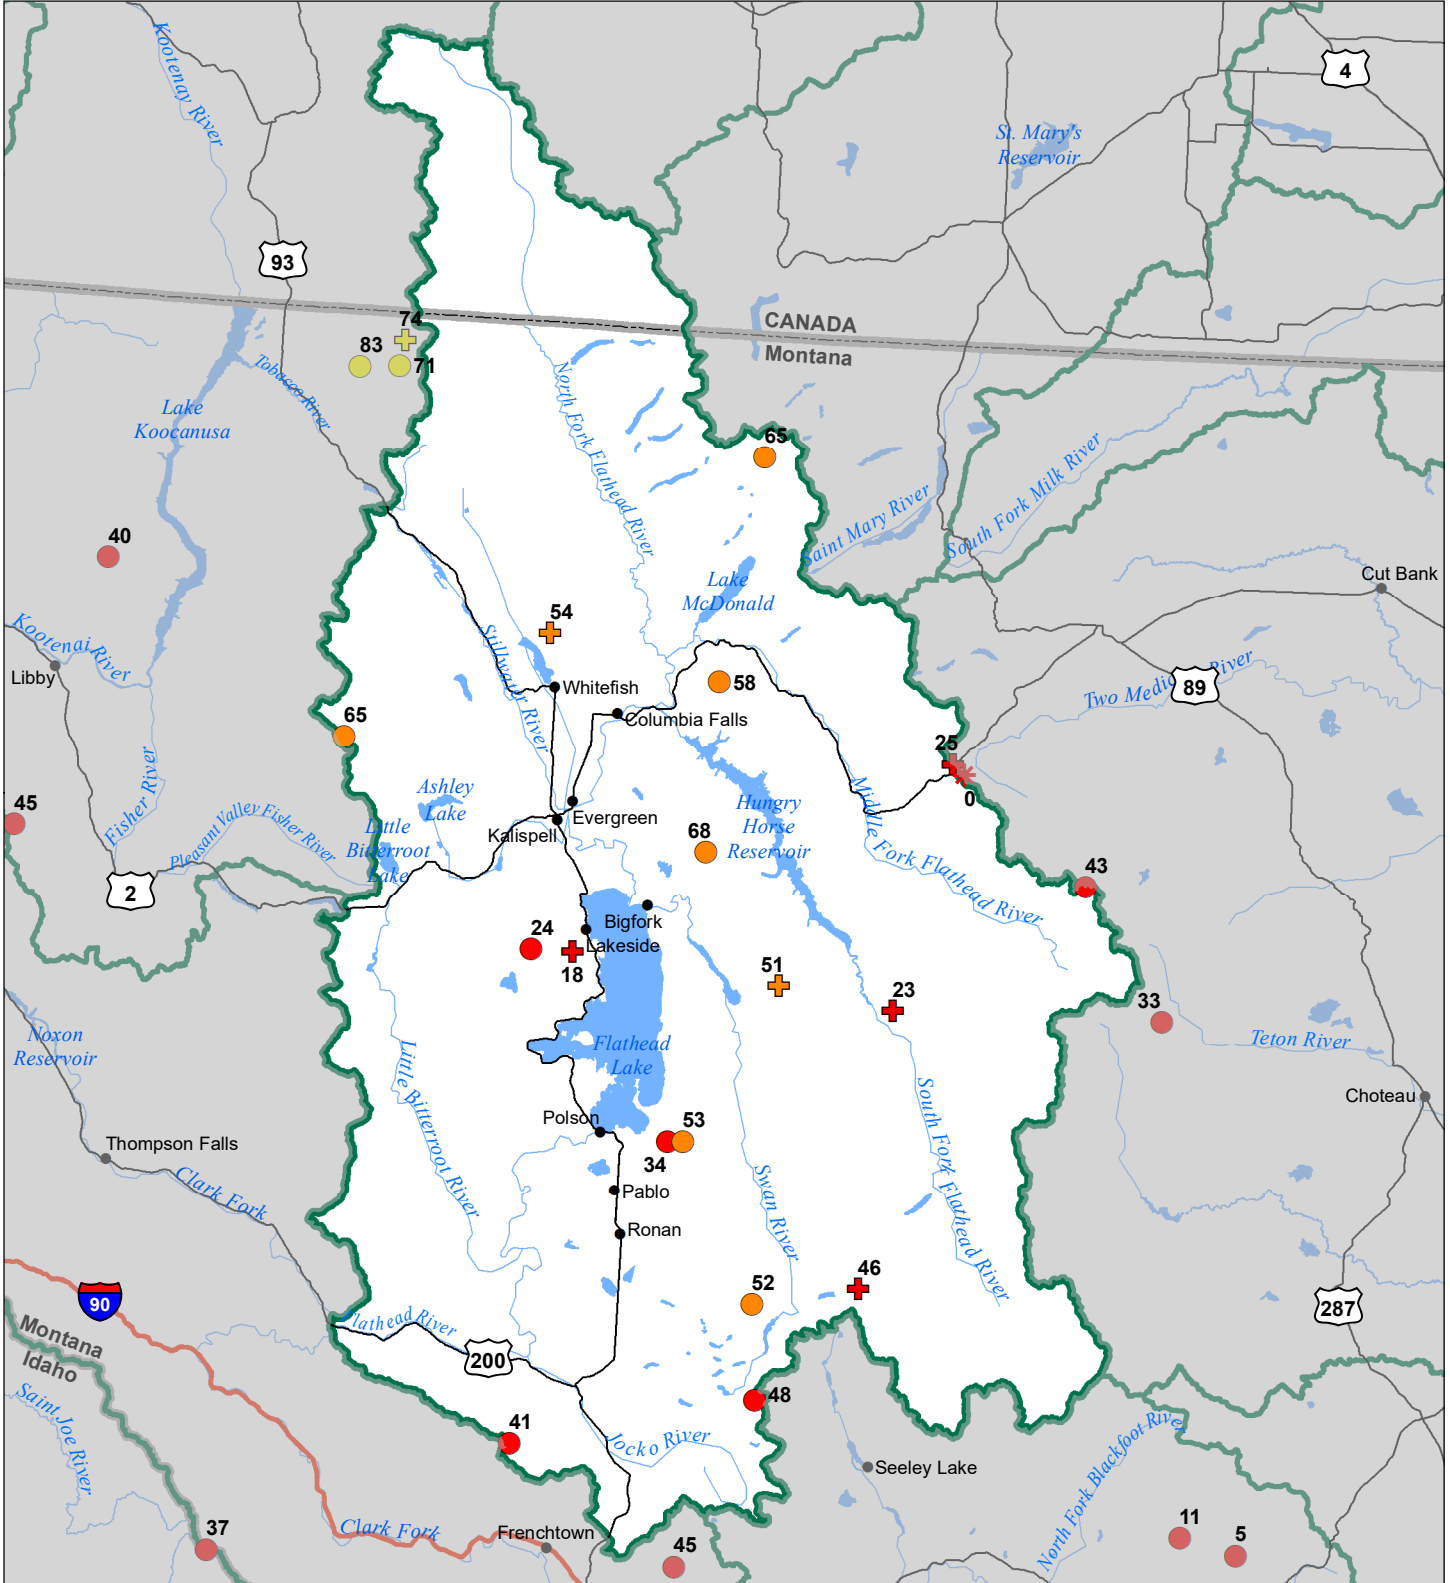 Kootenay River
4
St. Mary's
Reservoir
93
CANADA
Montana
74
83
71
Tobacco River
Lake
Koocanusa
North Fork Flathead River
65
South Fork Milk River
Saint Mary River
40
Cut Bank
Lake
McDonald
54
Kootenai River
Libby
Stillwater River
Whitefish
58
Two Medic
River
89
Columbia Falls
65
25
0
Fisher River
Ashley
Lake
Hungry
Horse
Reservoir
Middle Fork Flathead River
45
Evergreen
Kalispell
Pleasant Valley Fisher River
Little
Bitterroot
Lake
68
2
43
Bigfork
24
Lakeside
18
51
23
33
Noxon
Reservoir
Flathead
Lake
Teton River
Little Bitterroot River
South Fork Flathead River
Choteau
Polson
53
34
Thompson Falls
Clark Fork
Pablo
Swan River
Ronan
46
52
90
287
Montana
Idaho
Flathead River
200
Saint Joe River
48
41
Jocko River
North Fork Blackfoot River
Seeley Lake
37
Clark Fork
Frenchtown
45
11
5